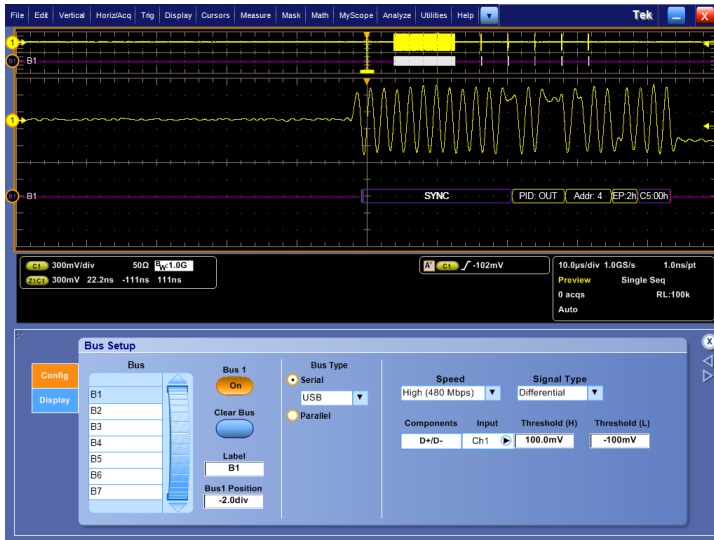 File Edit Vertical Horiz/Acq Trig Display Cursors Measure Mask Math MyScope Analyze Utilities Help Tek X
1
B1 B1
1
B1 B1 SYNC PID: OUT Addr: 4 EP:2h C5:00h
C1 300mV/div 50Ω BW:1.0G
Z1C1 300mV 22.2ns -111ns 111ns
A' C1 -102mV
10.0µs/div 1.0GS/s 1.0ns/pt
Preview Single Seq
0 acqs RL:100k
Auto
Bus Setup X
Config
Display
Bus
B1
B2
B3
B4
B5
B6
B7
Bus 1
On
Clear Bus
Label
B1
Bus1 Position
-2.0div
Bus Type
Serial
USB
Parallel
Speed Signal Type
High (480 Mbps) Differential
Components Input Threshold (H) Threshold (L)
D+/D- Ch1 100.0mV -100mV